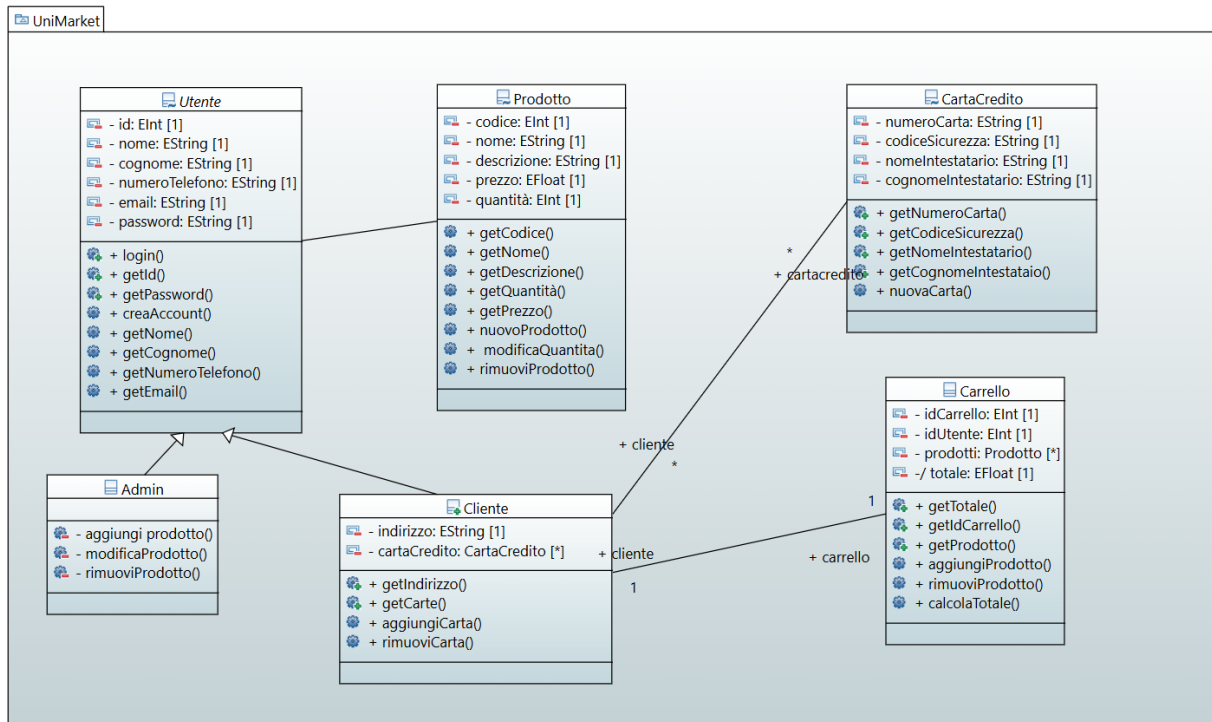 UniMarket
Utente
- id: EInt [1]
- nome: EString [1]
- cognome: EString [1]
- numeroTelefono: EString [1]
- email: EString [1]
- password: EString [1]
+ login()
+ getId()
+ getPassword()
+ creaAccount()
+ getNome()
+ getCognome()
+ getNumeroTelefono()
+ getEmail()
Prodotto
- codice: EInt [1]
- nome: EString [1]
- descrizione: EString [1]
- prezzo: EFloat [1]
- quantità: EInt [1]
+ getCodice()
+ getNome()
+ getDescrizione()
+ getQuantità()
+ getPrezzo()
+ nuovoProdotto()
+ modificaQuantita()
+ rimuoviProdotto()
CartaCredito
- numeroCarta: EString [1]
- codiceSicurezza: EString [1]
- nomeIntestatario: EString [1]
- cognomeIntestatario: EString [1]
+ getNumeroCarta()
+ getCodiceSicurezza()
+ getNomeIntestatario()
+ getCognomeIntestataio()
+ nuovaCarta()
*
+ cartacredito
+ cliente
*
Admin
- aggiungi prodotto()
- modificaProdotto()
- rimuoviProdotto()
Cliente
- indirizzo: EString [1]
- cartaCredito: CartaCredito [*]
+ getIndirizzo()
+ getCarte()
+ aggiungiCarta()
+ rimuoviCarta()
+ cliente
1
1
+ carrello
Carrello
- idCarrello: EInt [1]
- idUtente: EInt [1]
- prodotti: Prodotto [*]
-/ totale: EFloat [1]
+ getTotale()
+ getIdCarrello()
+ getProdotto()
+ aggiungiProdotto()
+ rimuoviProdotto()
+ calcolaTotale()